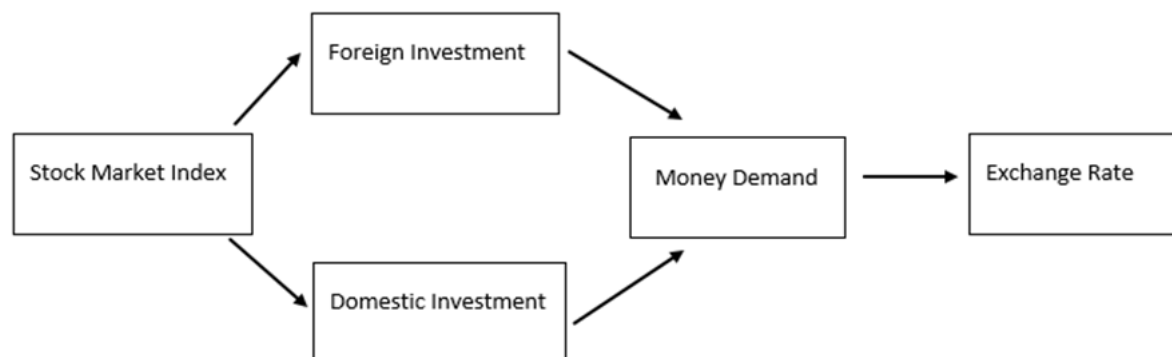 Foreign Investment
Stock Market Index
Money Demand
Exchange Rate
Domestic Investment